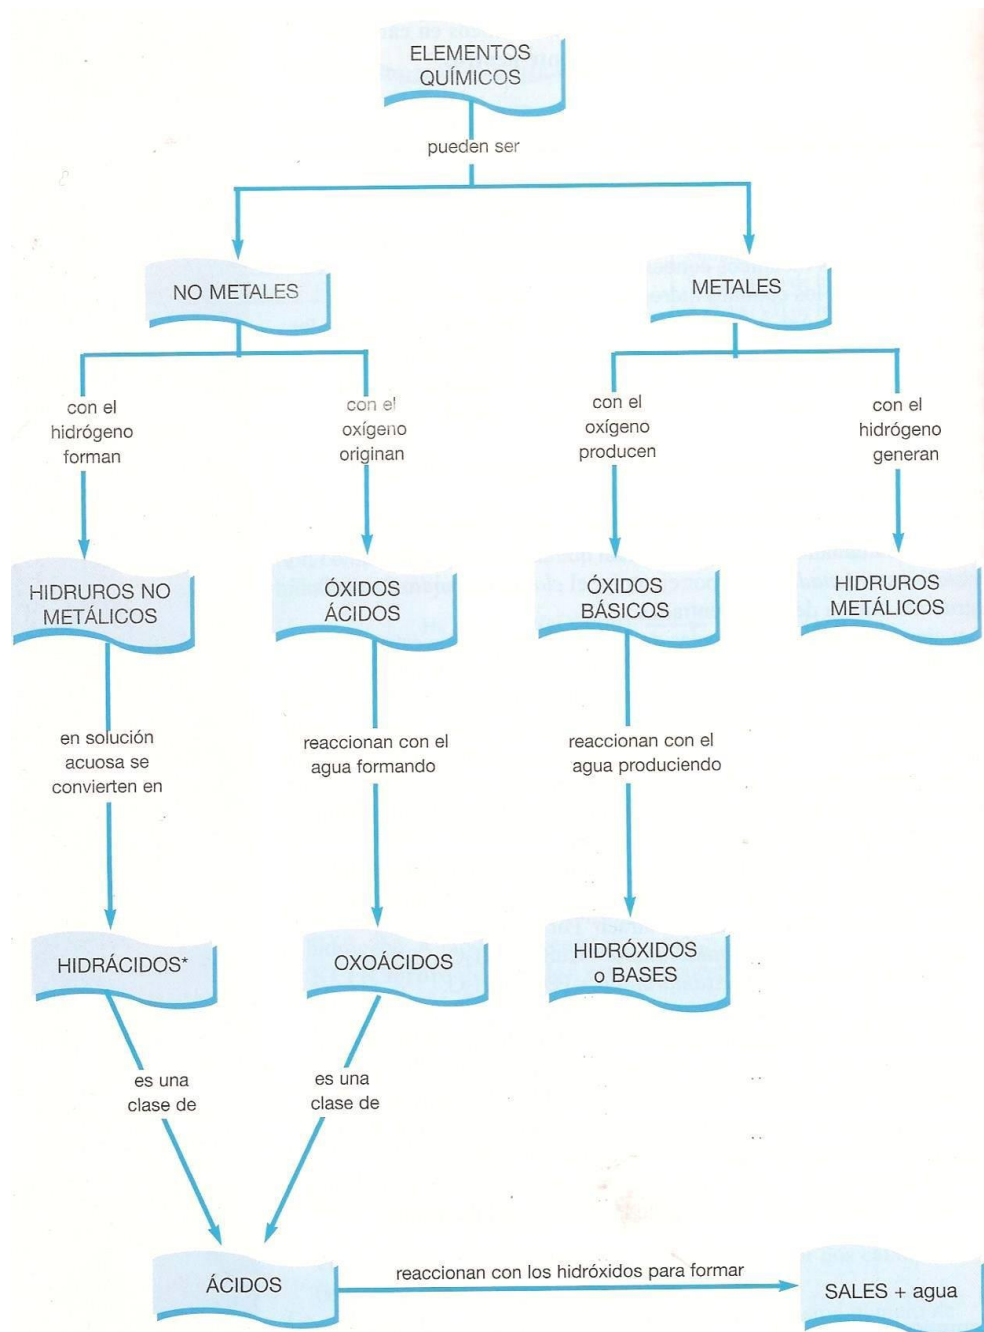 ELEMENTOS
QUÍMICOS
pueden ser
NO METALES
METALES
con el
hidrógeno
forman
con el
oxígeno
originan
con el
oxígeno
producen
con el
hidrógeno
generan
HIDRUROS NO
METÁLICOS
ÓXIDOS
ÁCIDOS
ÓXIDOS
BÁSICOS
HIDRUROS
METÁLICOS
en solución
acuosa se
convierten en
reaccionan con el
agua formando
reaccionan con el
agua produciendo
HIDRÁCIDOS*
OXOÁCIDOS
HIDRÓXIDOS
o BASES
es una
clase de
es una
clase de
ÁCIDOS
reaccionan con los hidróxidos para formar
SALES + agua